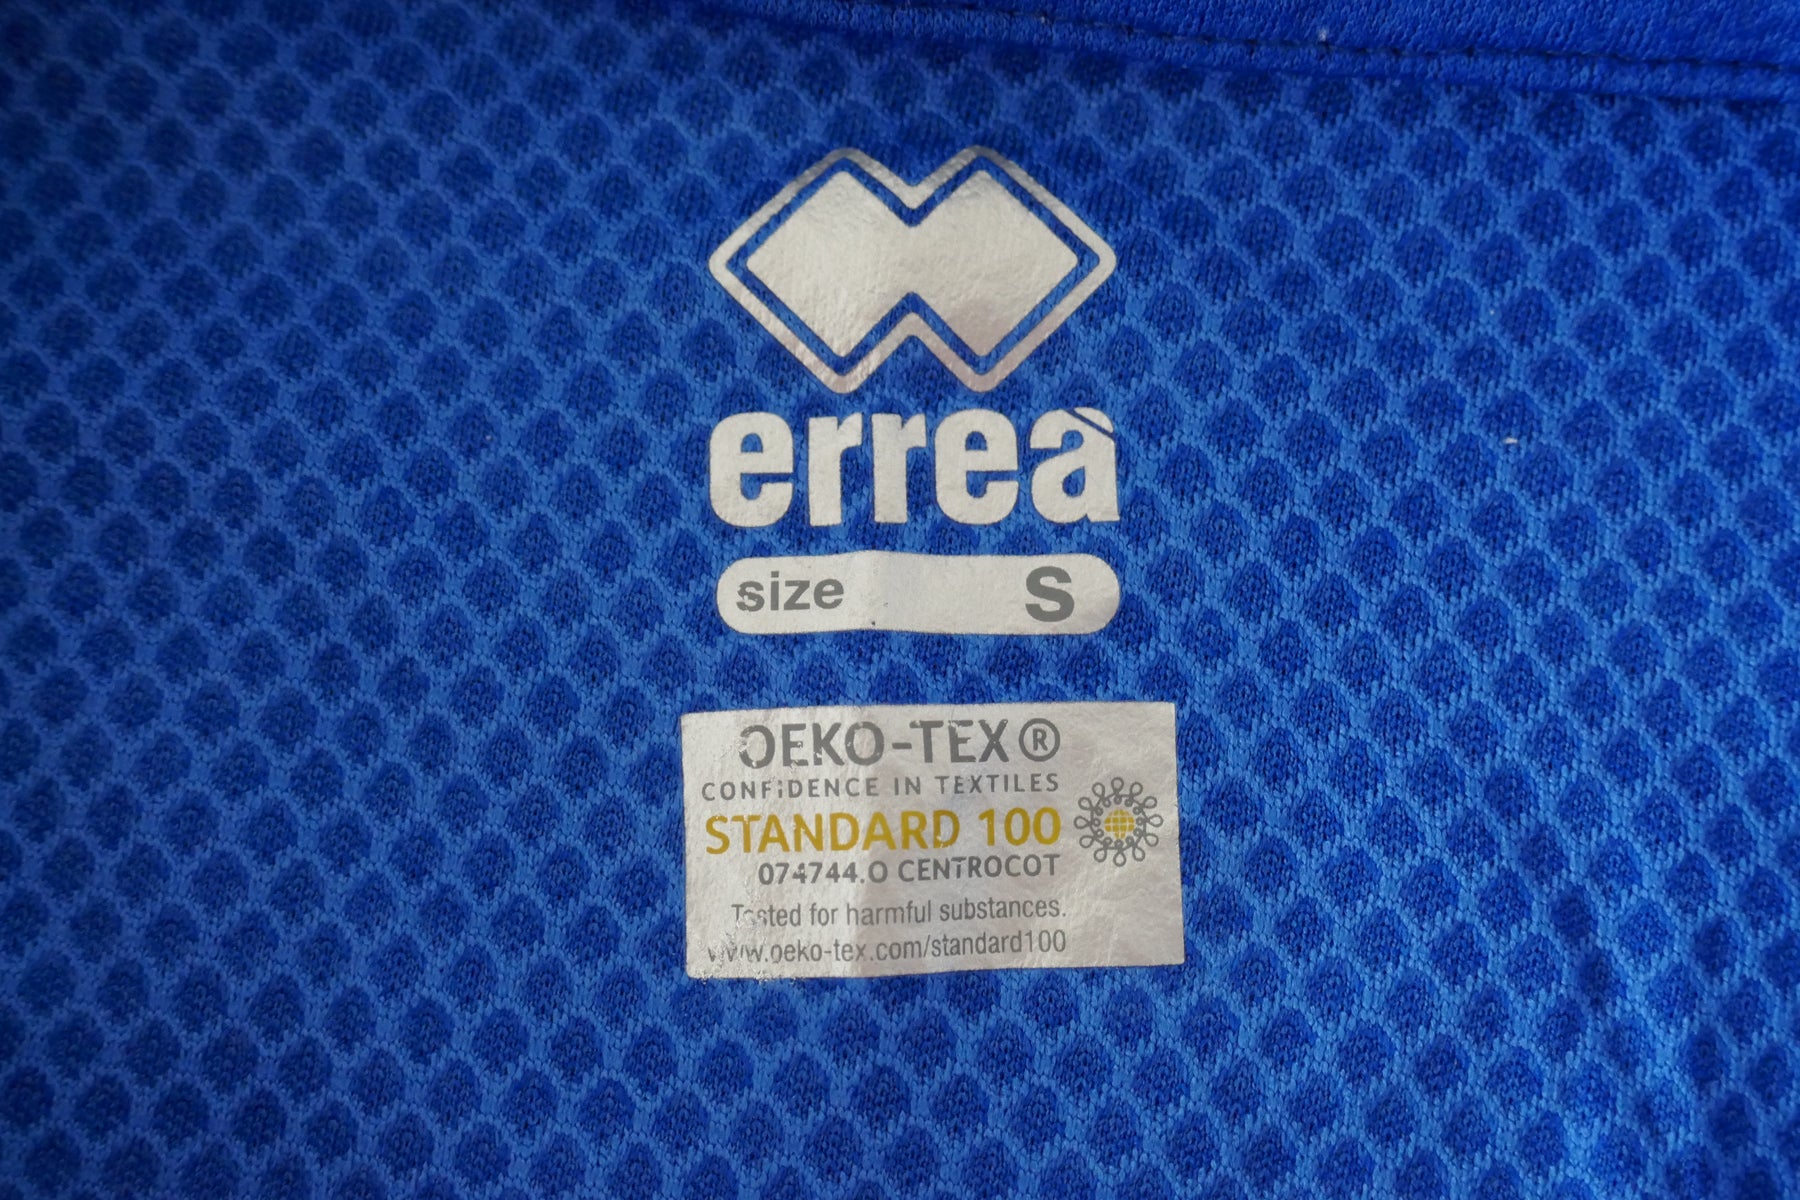 erreà
size S
OEKO-TEX®
CONFiDENCE IN TEXTILES
STANDARD 100
074744.O CENTROCOT
Tested for harmful substances.
www.oeko-tex.com/standard100